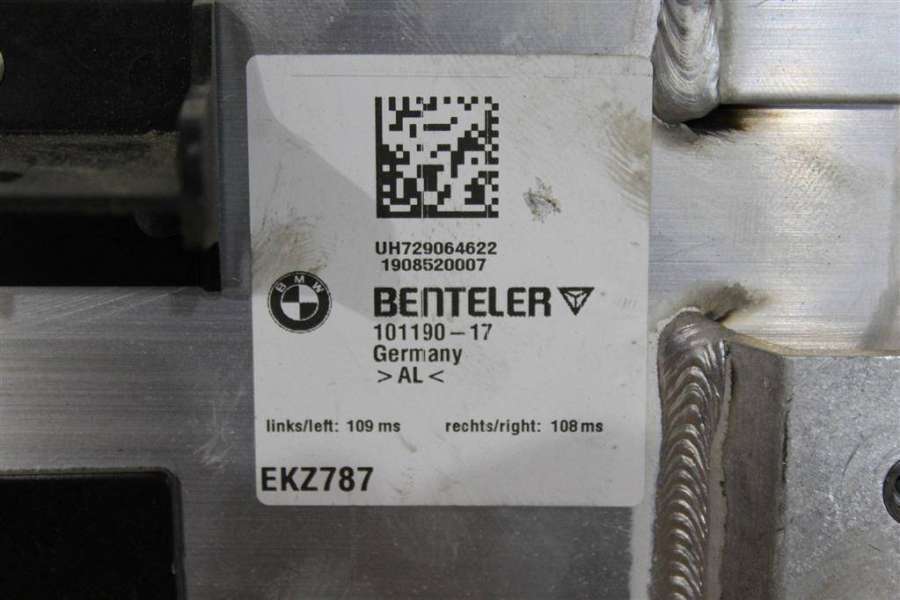 UH729064622
1908520007
BMW
BENTELER
101190-17
Germany
>AL<
links/left: 109 ms rechts/right: 108 ms
EKZ787